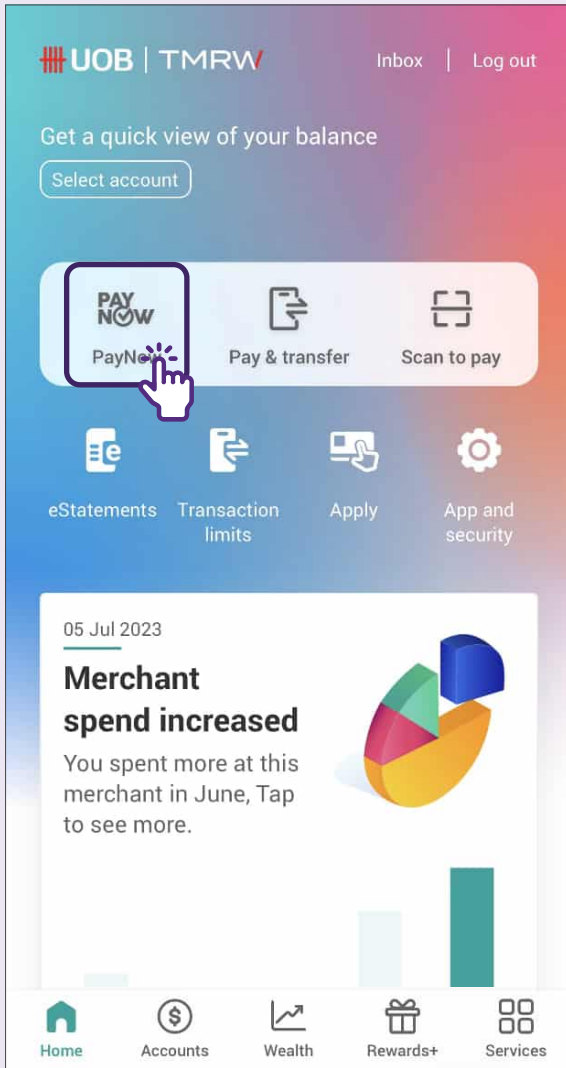 UOB | TMRW
Inbox | Log out
Get a quick view of your balance
Select account
PAY
NOW
PayNow
Pay & transfer
Scan to pay
e
eStatements
Transaction
limits
Apply
App and
security
05 Jul 2023
Merchant
spend increased
You spent more at this
merchant in June, Tap
to see more.
$
Home
Accounts
Wealth
Rewards+
Services